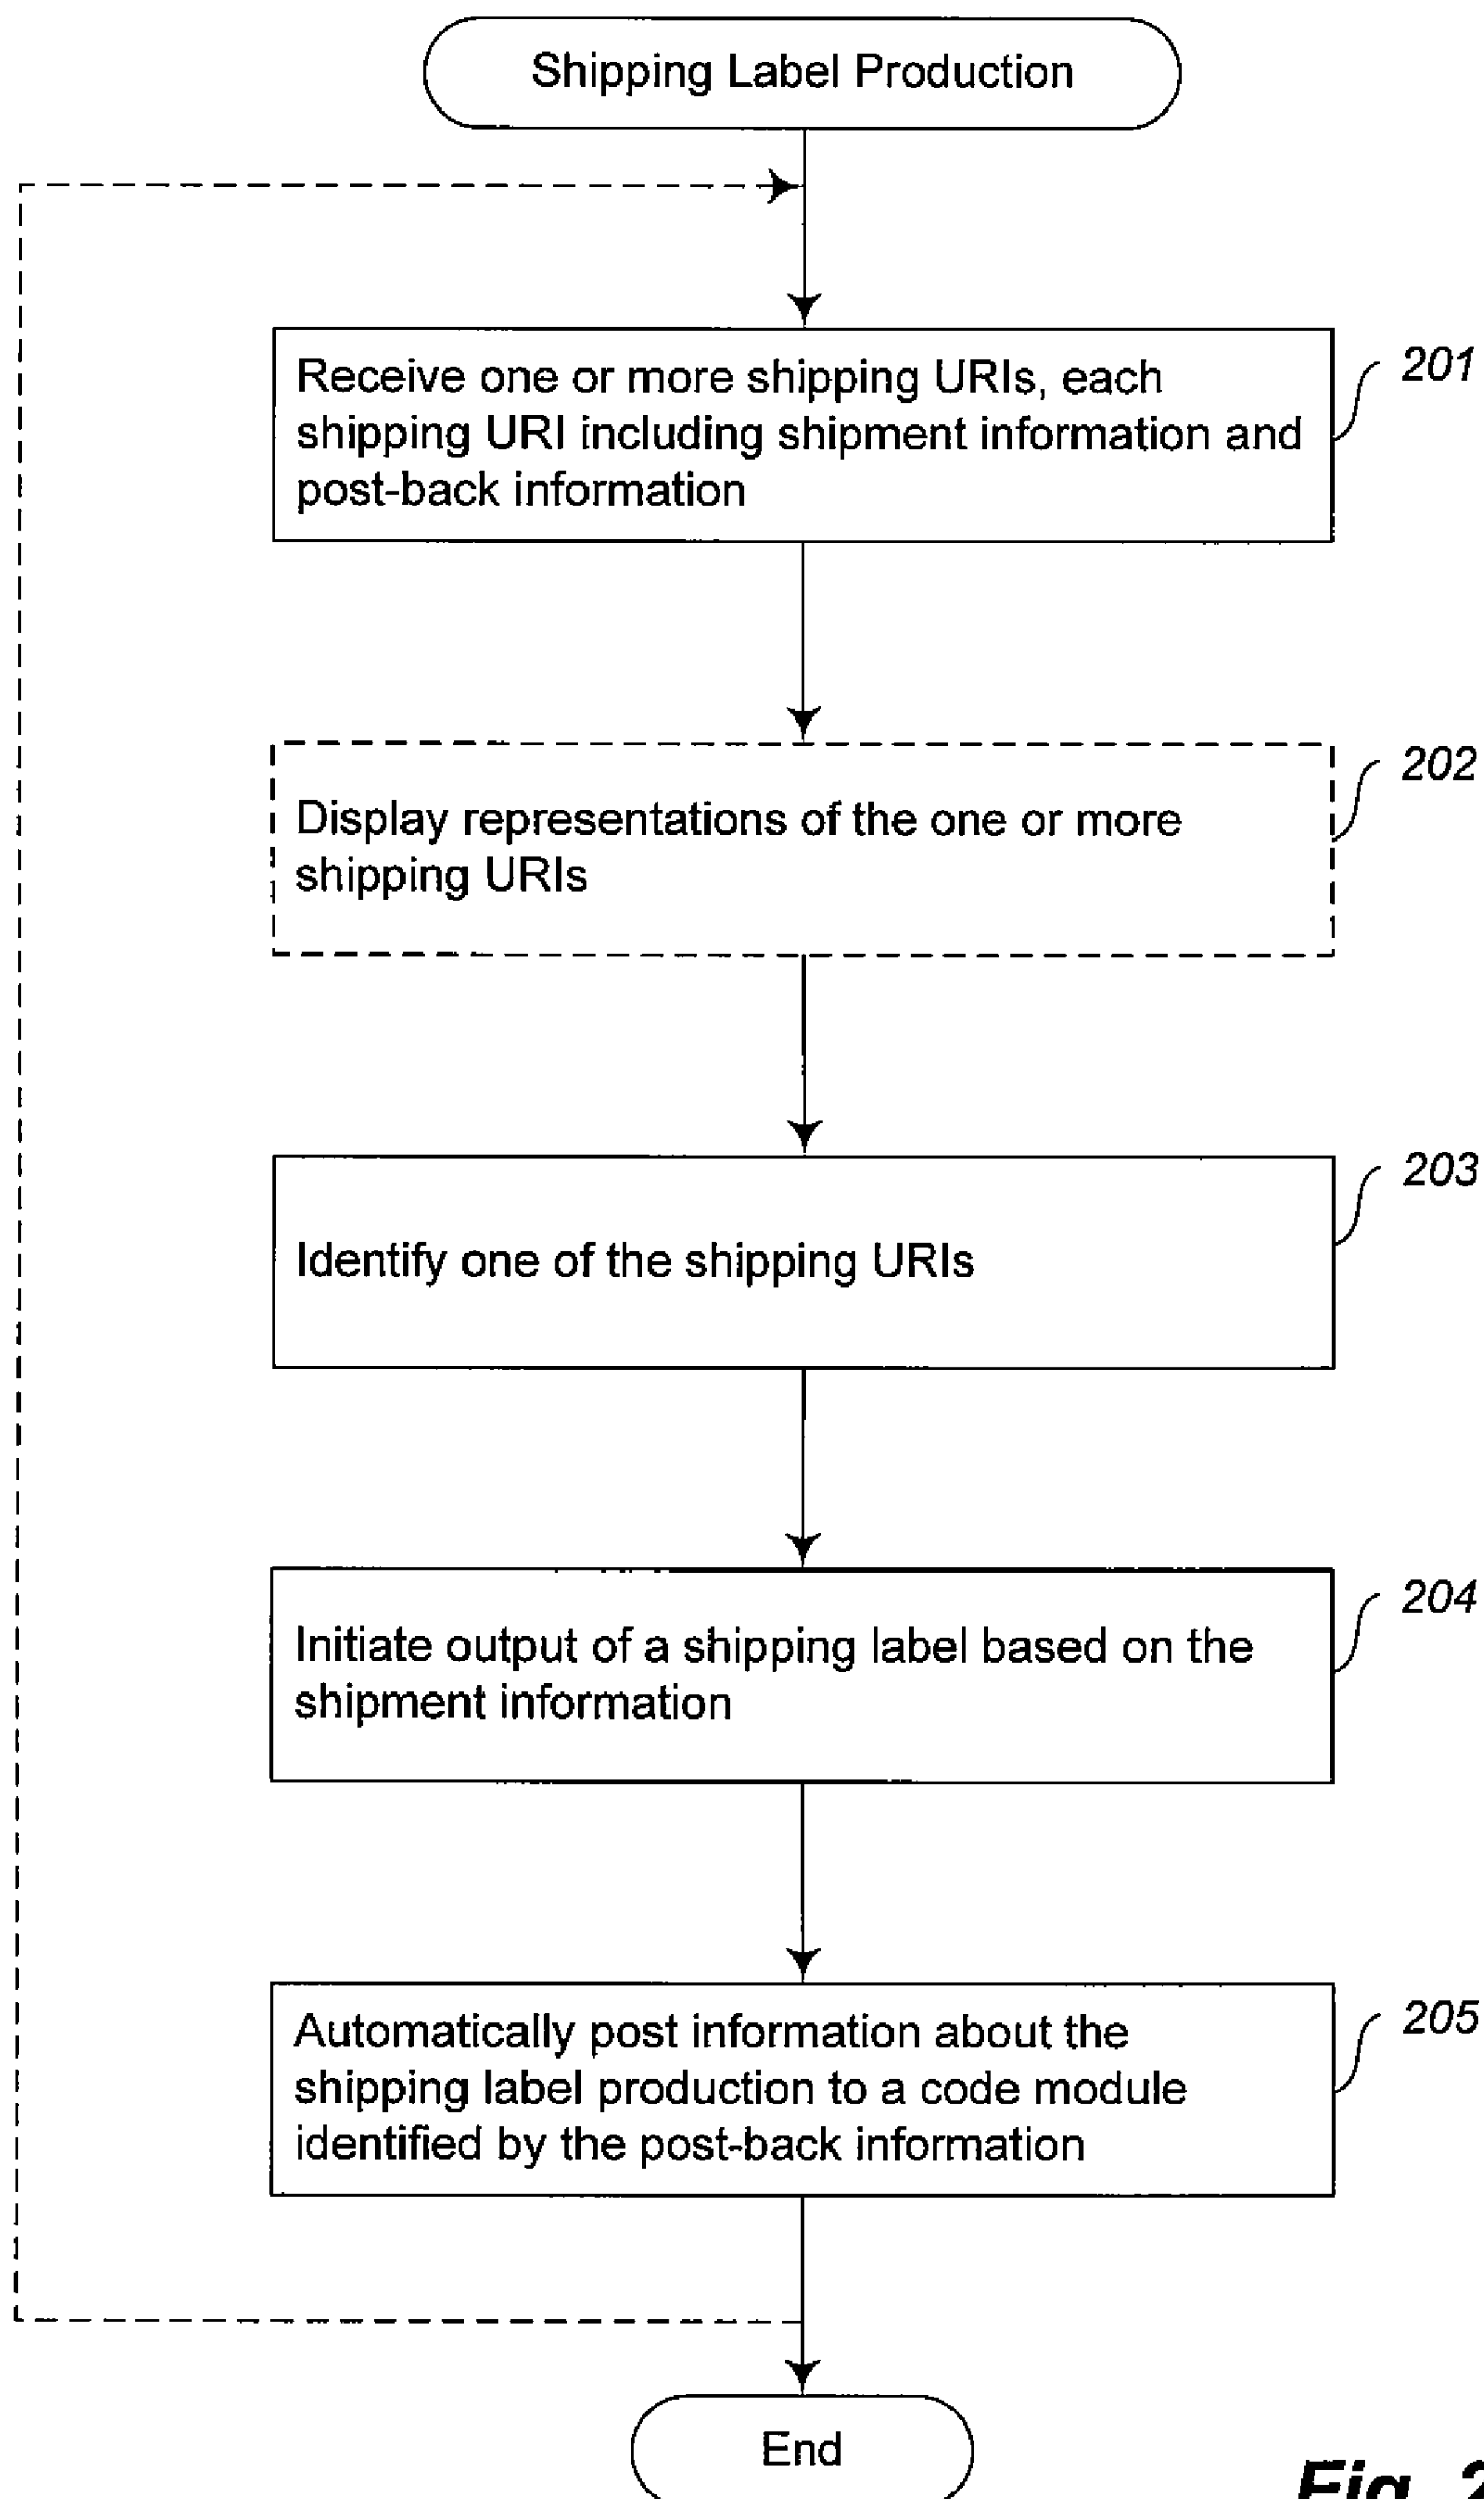 Shipping Label Production
Receive one or more shipping URIs, each
shipping URI including shipment information and
post-back information
201
Display representations of the one or more
shipping URIs
202
Identify one of the shipping URIs
203
Initiate output of a shipping label based on the
shipment information
204
Automatically post information about the
shipping label production to a code module
identified by the post-back information
205
End
Fig. 2